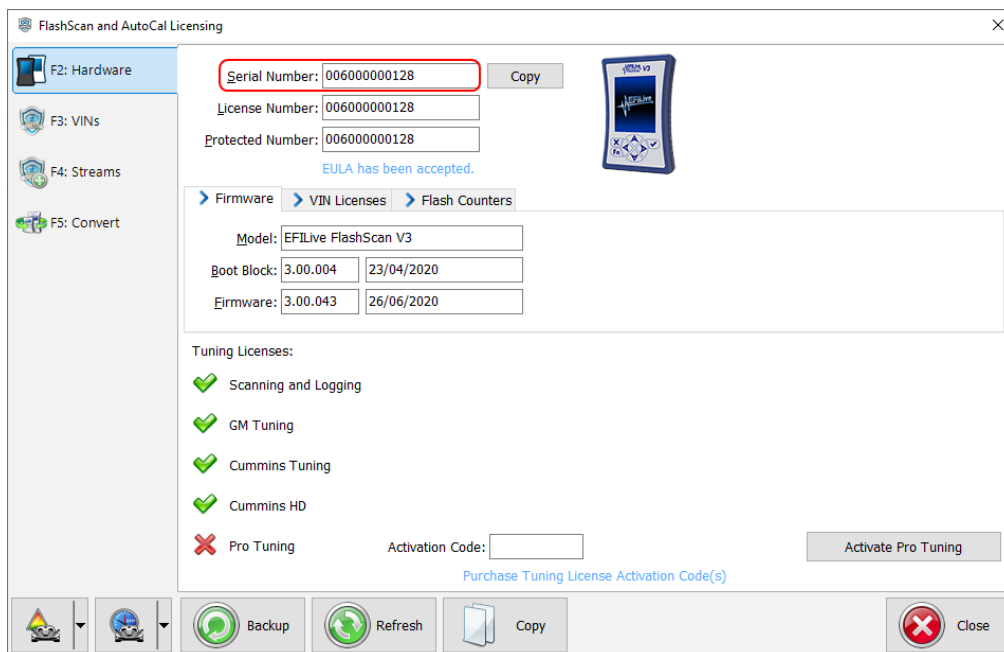 FlashScan and AutoCal Licensing
F2: Hardware
F3: VINs
F4: Streams
F5: Convert
Serial Number: 006000000128 Copy
License Number: 006000000128
Protected Number: 006000000128
EULA has been accepted.
EFILive V3
EFILIVE
X
Fn
Firmware VIN Licenses Flash Counters
Model: EFILive FlashScan V3
Boot Block: 3.00.004 23/04/2020
Firmware: 3.00.043 26/06/2020
Tuning Licenses:
Scanning and Logging
GM Tuning
Cummins Tuning
Cummins HD
Pro Tuning Activation Code: Activate Pro Tuning
Purchase Tuning License Activation Code(s)
Backup Refresh Copy Close